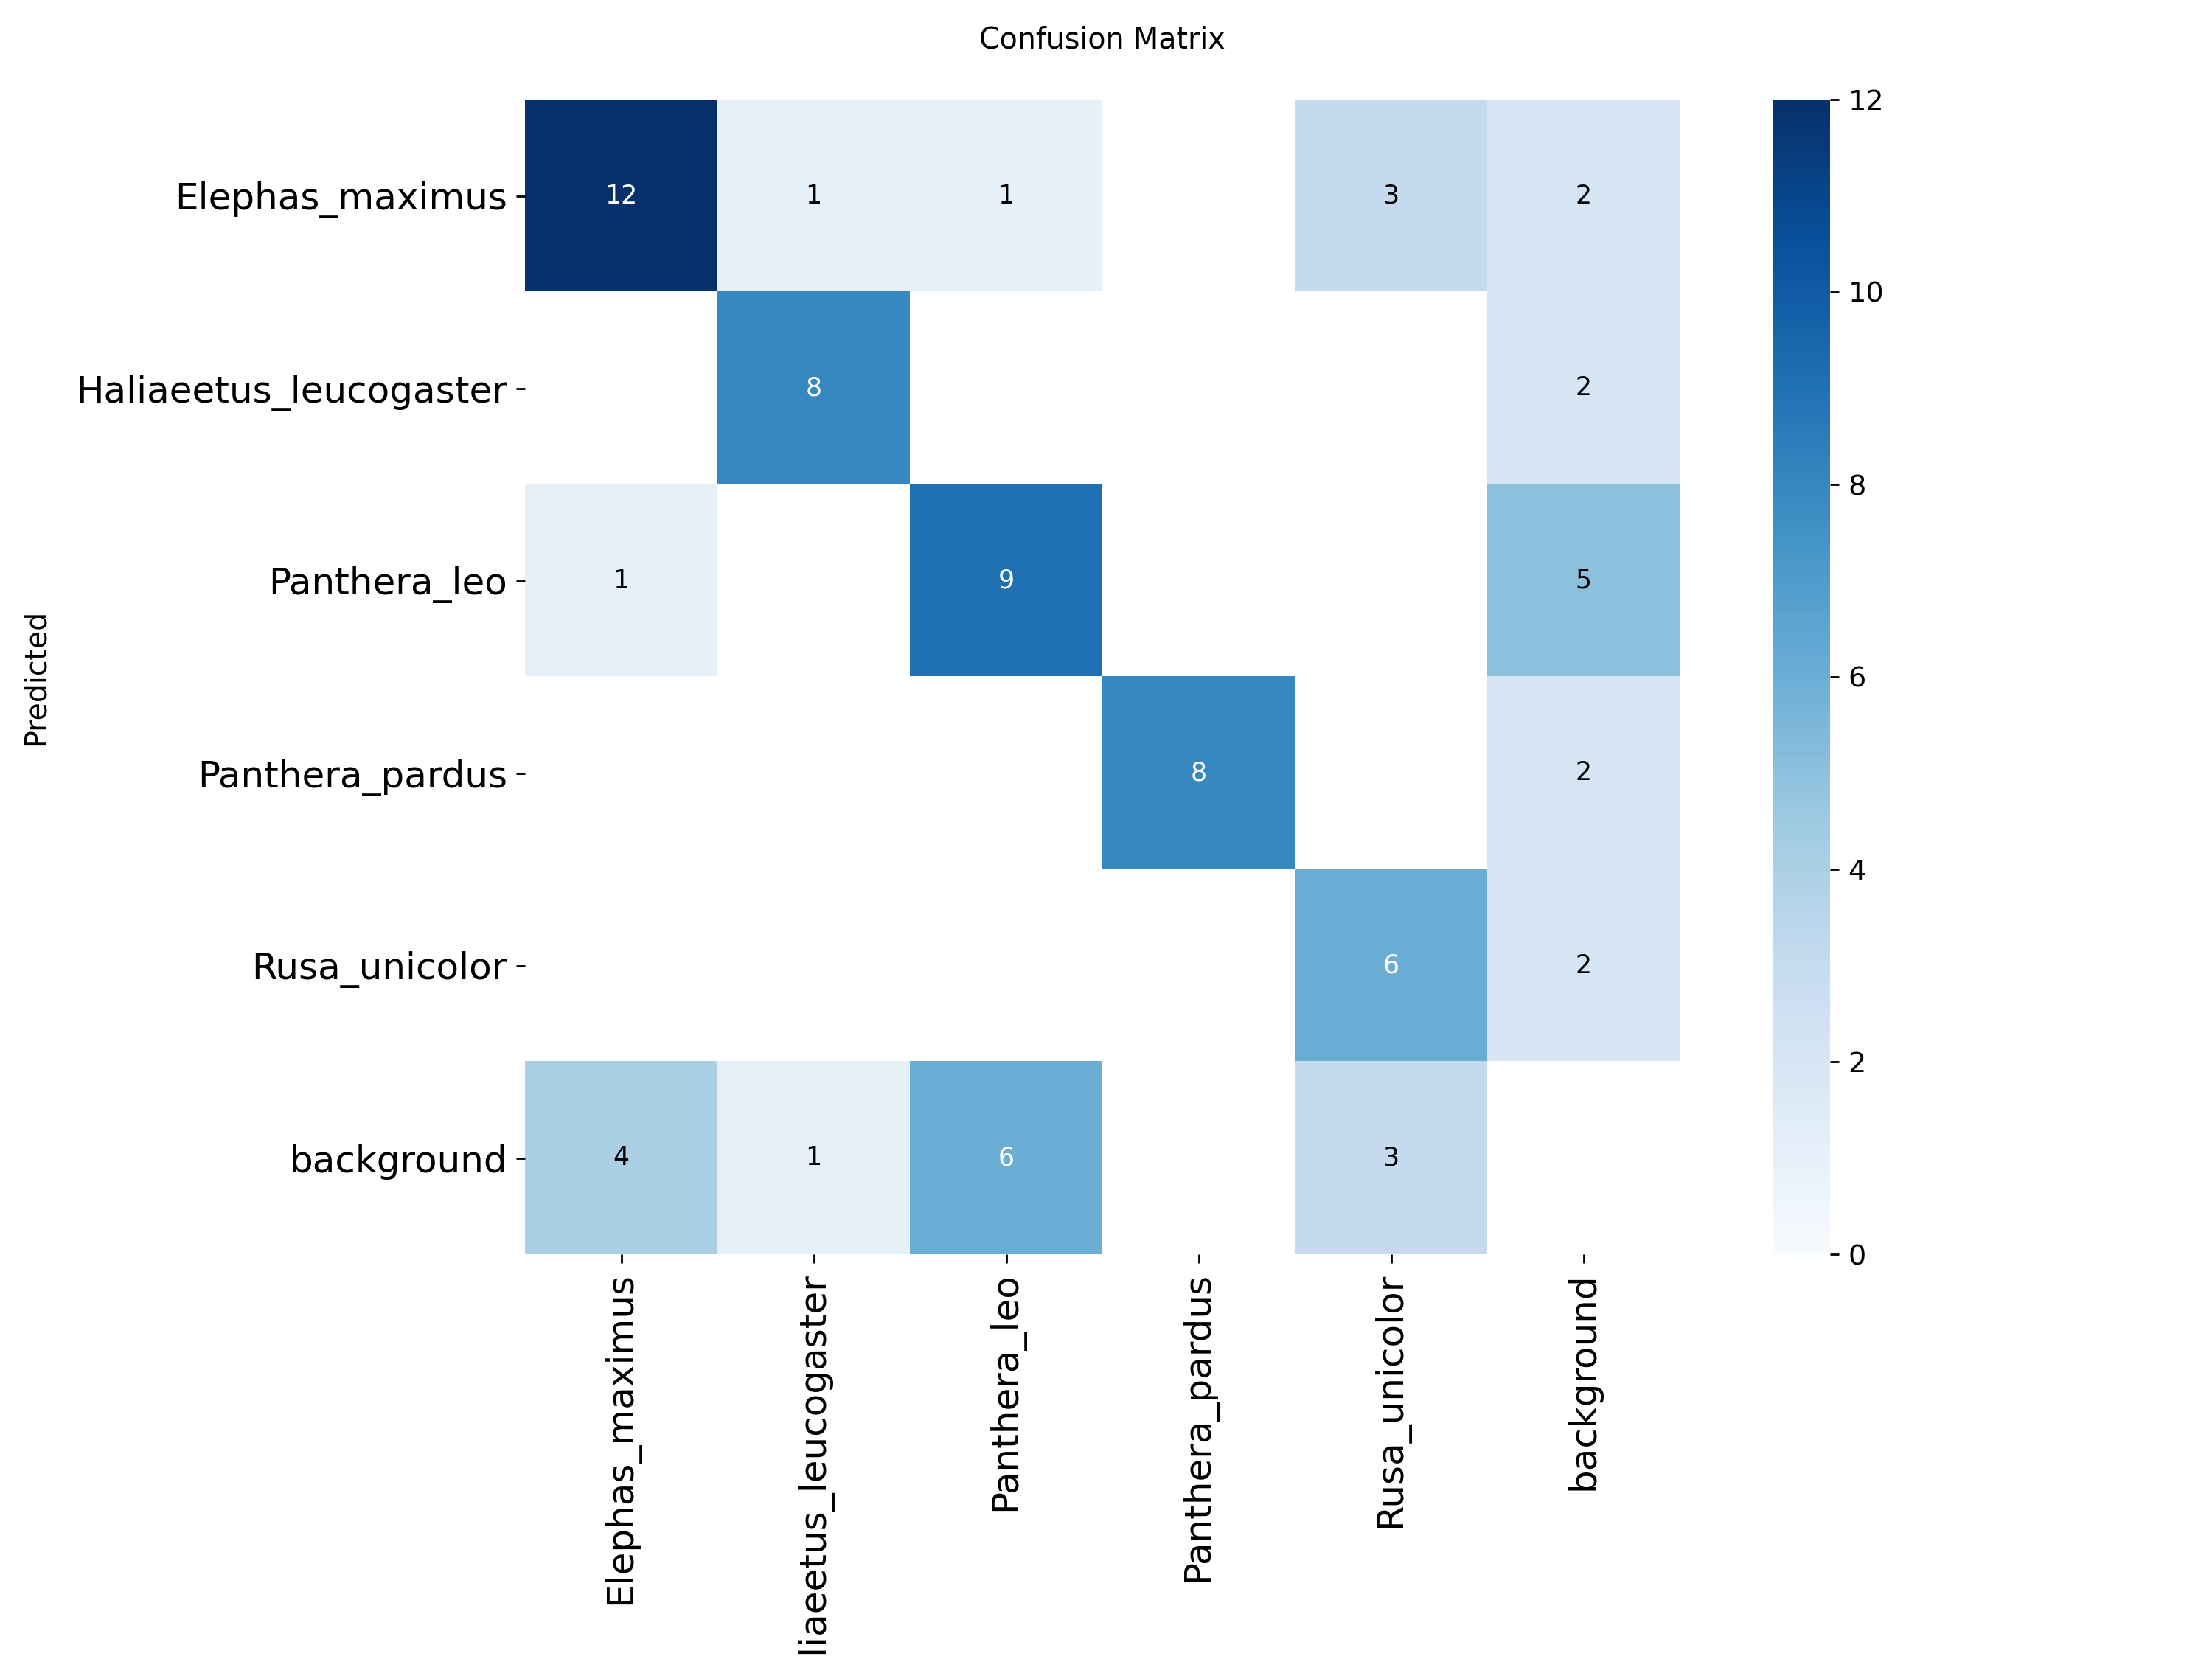 Confusion Matrix
Predicted
Elephas_maximus 12 1 1 3 2
Haliaeetus_leucogaster 8 2
Panthera_leo 1 9 5
Panthera_pardus 8 2
Rusa_unicolor 6 2
background 4 1 6 3
Elephas_maximus
liaeetus_leucogaster
Panthera_leo
Panthera_pardus
Rusa_unicolor
background
12
10
8
6
4
2
0